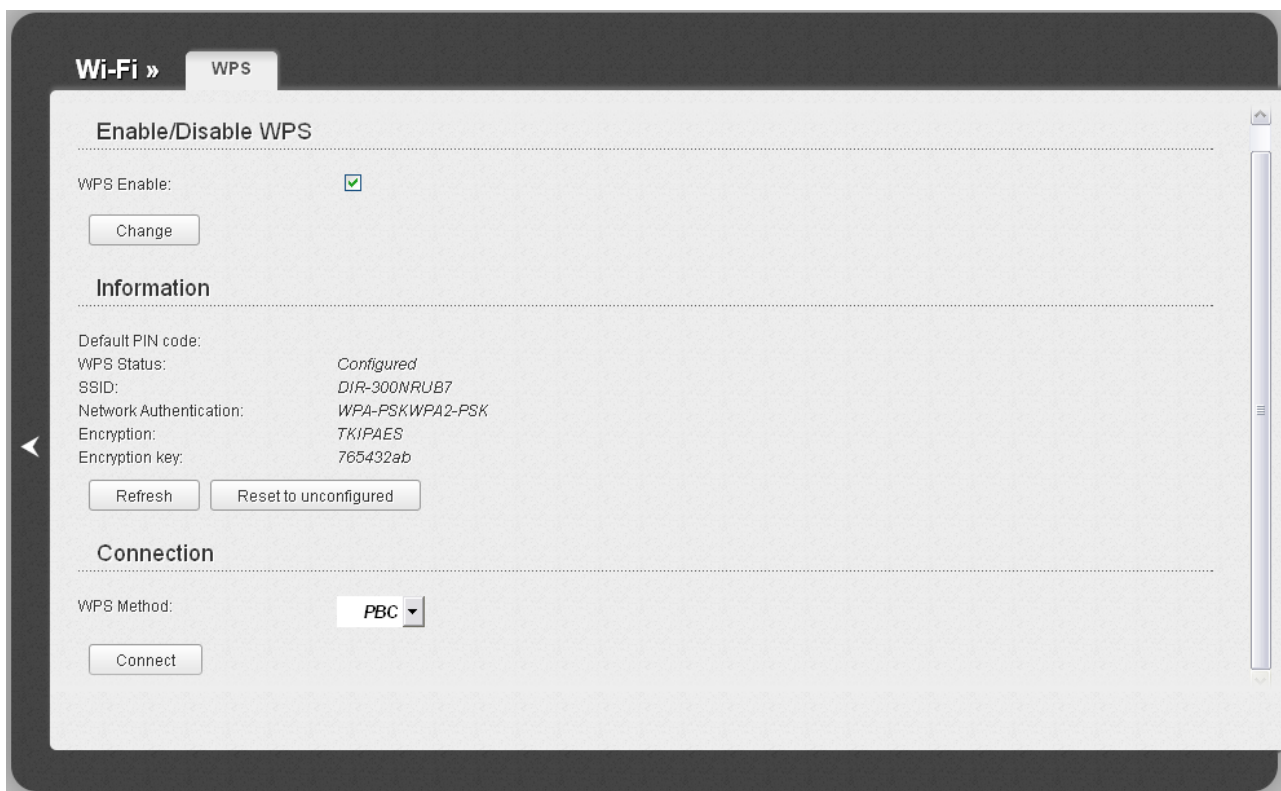 Wi-Fi » WPS
Enable/Disable WPS
WPS Enable:
Change
Information
Default PIN code:
WPS Status: Configured
SSID: DIR-300NRUB7
Network Authentication: WPA-PSKWPA2-PSK
Encryption: TKIPAES
Encryption key: 765432ab
Refresh Reset to unconfigured
Connection
WPS Method: PBC
Connect